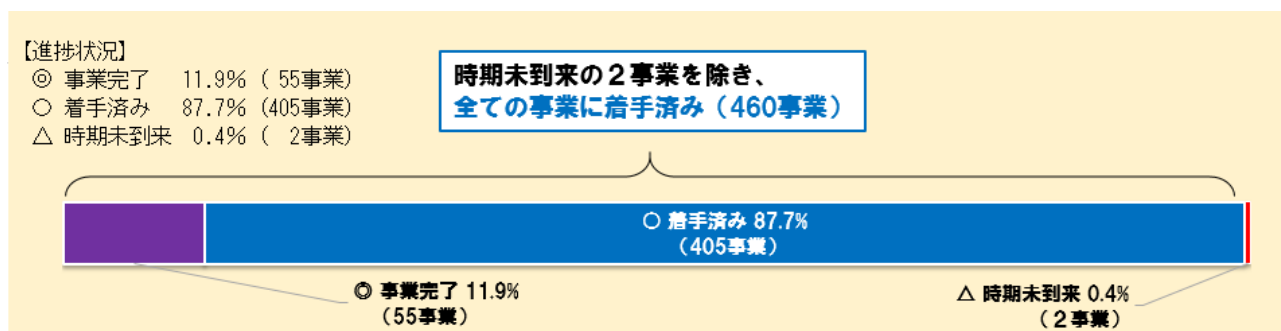 【進捗状況】
◎ 事業完了 11.9% ( 55事業)
○ 着手済み 87.7% (405事業)
△ 時期未到来 0.4% ( 2事業)
時期未到来の2事業を除き、
全ての事業に着手済み（460事業）
○ 着手済み 87.7%
（405事業）
◎ 事業完了 11.9%
（55事業）
△ 時期未到来 0.4%
（２事業）